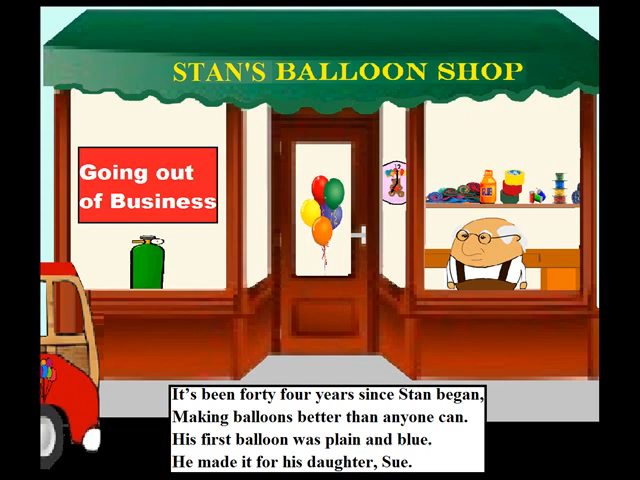 STAN'S BALLOON SHOP
Going out
of Business
It's been forty four years since Stan began,
Making balloons better than anyone can.
His first balloon was plain and blue.
He made it for his daughter, Sue.